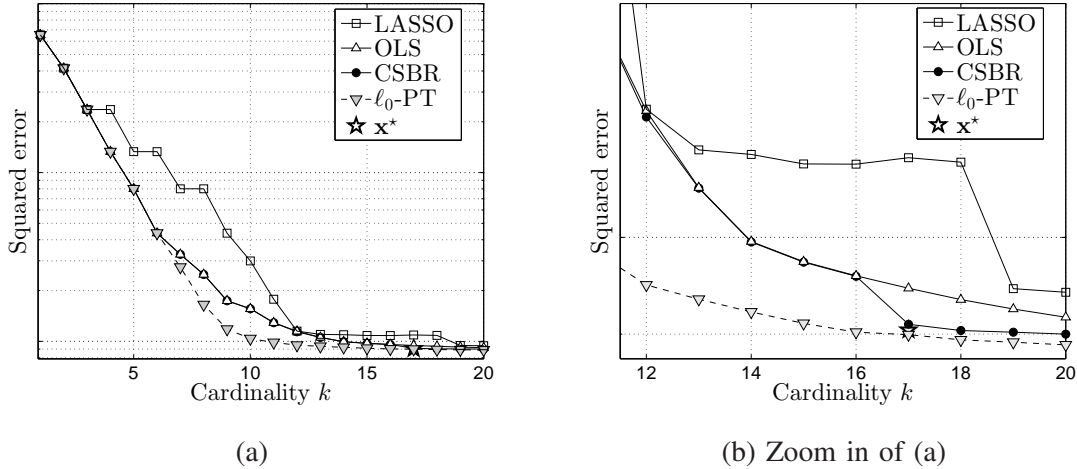 LASSO
OLS
CSBR
ℓ₀-PT
x⋆
Squared error
5 10 15 20
Cardinality k
(a)
LASSO
OLS
CSBR
ℓ₀-PT
x⋆
Squared error
12 14 16 18 20
Cardinality k
(b) Zoom in of (a)